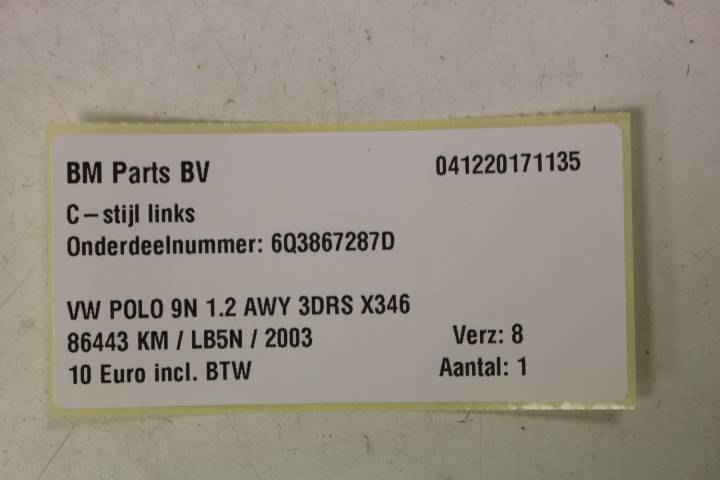 BM Parts BV 041220171135
C-stijl links
Onderdeelnummer: 6Q3867287D
VW POLO 9N 1.2 AWY 3DRS X346
86443 KM / LB5N / 2003 Verz: 8
10 Euro incl. BTW Aantal: 1